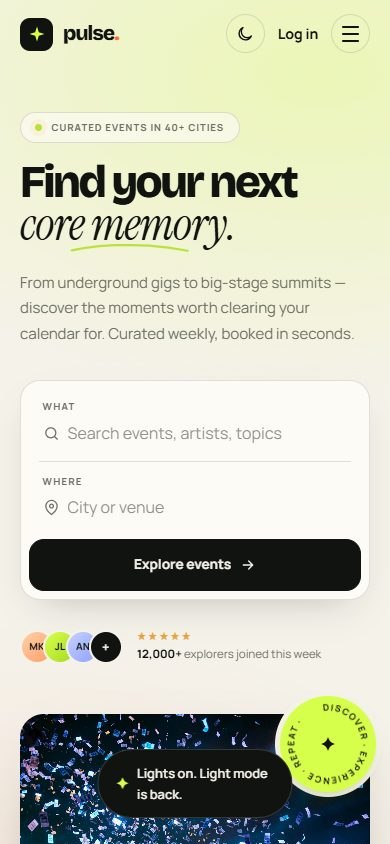 pulse.
Log in
CURATED EVENTS IN 40+ CITIES
Find your next
core memory.
From underground gigs to big-stage summits —
discover the moments worth clearing your
calendar for. Curated weekly, booked in seconds.
WHAT
Search events, artists, topics
WHERE
City or venue
Explore events →
MK JL AN +
★★★★★
12,000+ explorers joined this week
DISCOVER · EXPERIENCE · REPEAT ·
Lights on. Light mode
is back.